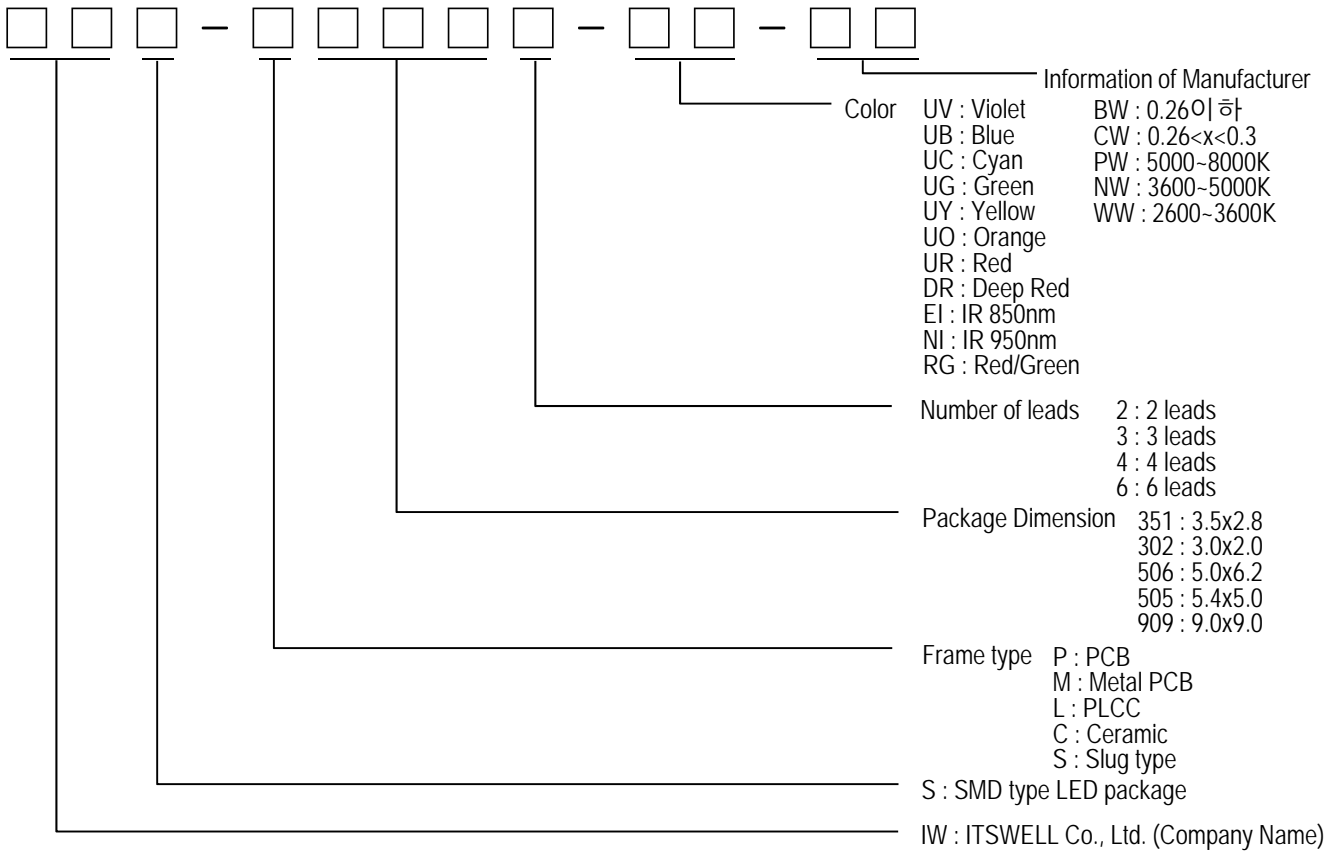 Information of Manufacturer
Color UV : Violet BW : 0.26이하
UB : Blue CW : 0.26<x<0.3
UC : Cyan PW : 5000~8000K
UG : Green NW : 3600~5000K
UY : Yellow WW : 2600~3600K
UO : Orange
UR : Red
DR : Deep Red
EI : IR 850nm
NI : IR 950nm
RG : Red/Green
Number of leads 2 : 2 leads
3 : 3 leads
4 : 4 leads
6 : 6 leads
Package Dimension 351 : 3.5x2.8
302 : 3.0x2.0
506 : 5.0x6.2
505 : 5.4x5.0
909 : 9.0x9.0
Frame type P : PCB
M : Metal PCB
L : PLCC
C : Ceramic
S : Slug type
S : SMD type LED package
IW : ITSWELL Co., Ltd. (Company Name)